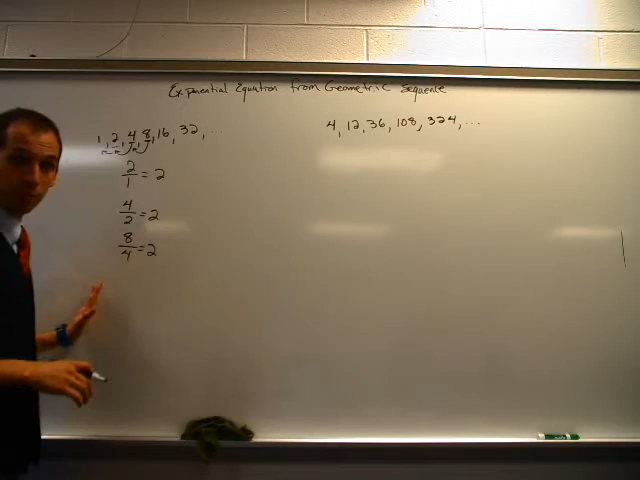 Exponential Equation from Geometric Sequence
1, 2, 4, 8, 16, 32, ...
2/1 = 2
4/2 = 2
8/4 = 2
4, 12, 36, 108, 324, ...